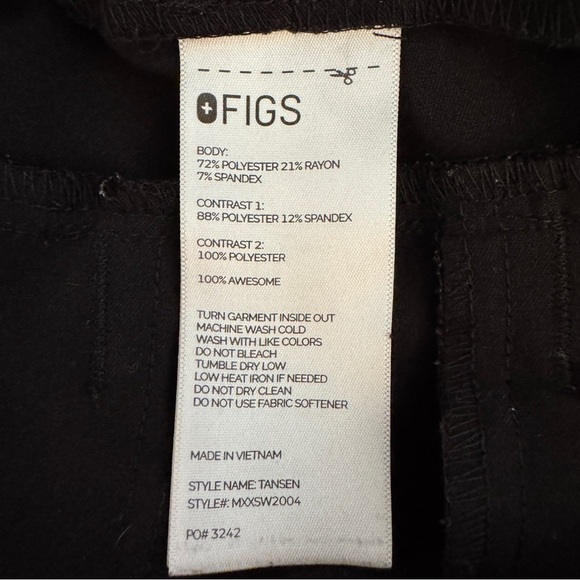 FIGS
BODY:
72% POLYESTER 21% RAYON
7% SPANDEX
CONTRAST 1:
88% POLYESTER 12% SPANDEX
CONTRAST 2:
100% POLYESTER
100% AWESOME
TURN GARMENT INSIDE OUT
MACHINE WASH COLD
WASH WITH LIKE COLORS
DO NOT BLEACH
TUMBLE DRY LOW
LOW HEAT IRON IF NEEDED
DO NOT DRY CLEAN
DO NOT USE FABRIC SOFTENER
MADE IN VIETNAM
STYLE NAME: TANSEN
STYLE#: MXXSW2004
PO# 3242